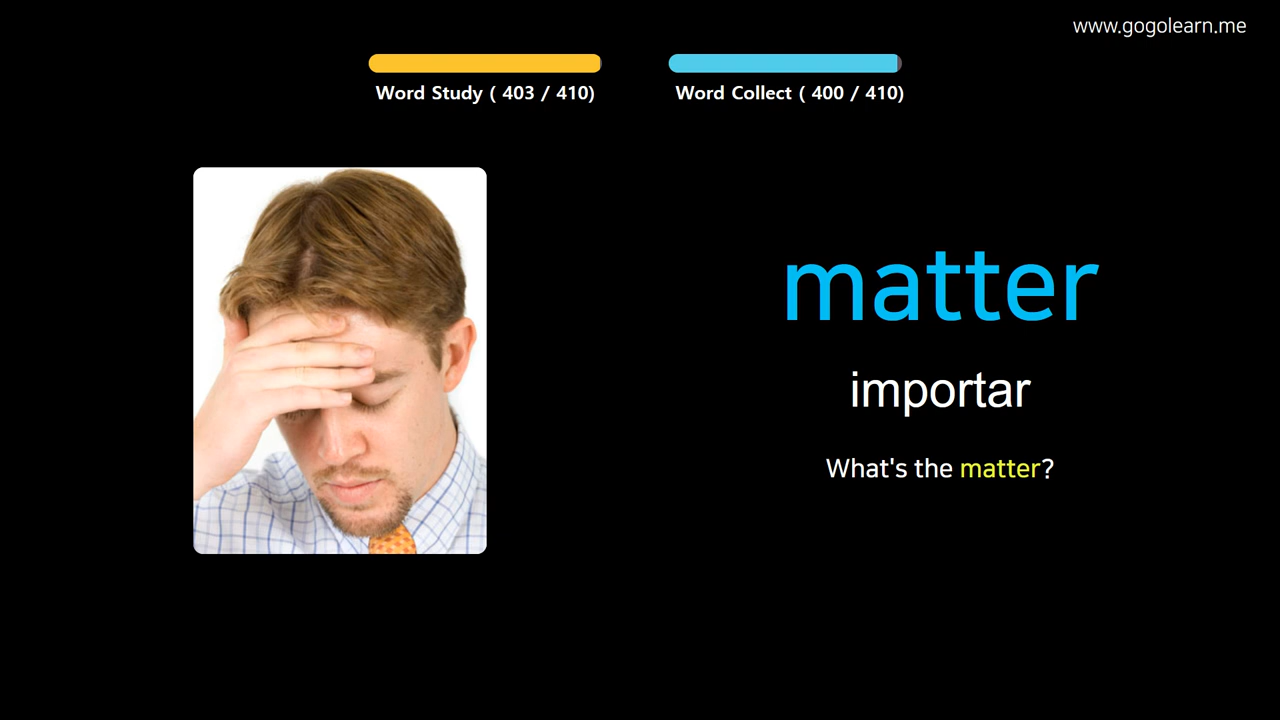 www.gogolearn.me
Word Study ( 403 / 410)
Word Collect ( 400 / 410)
matter
importar
What's the matter?